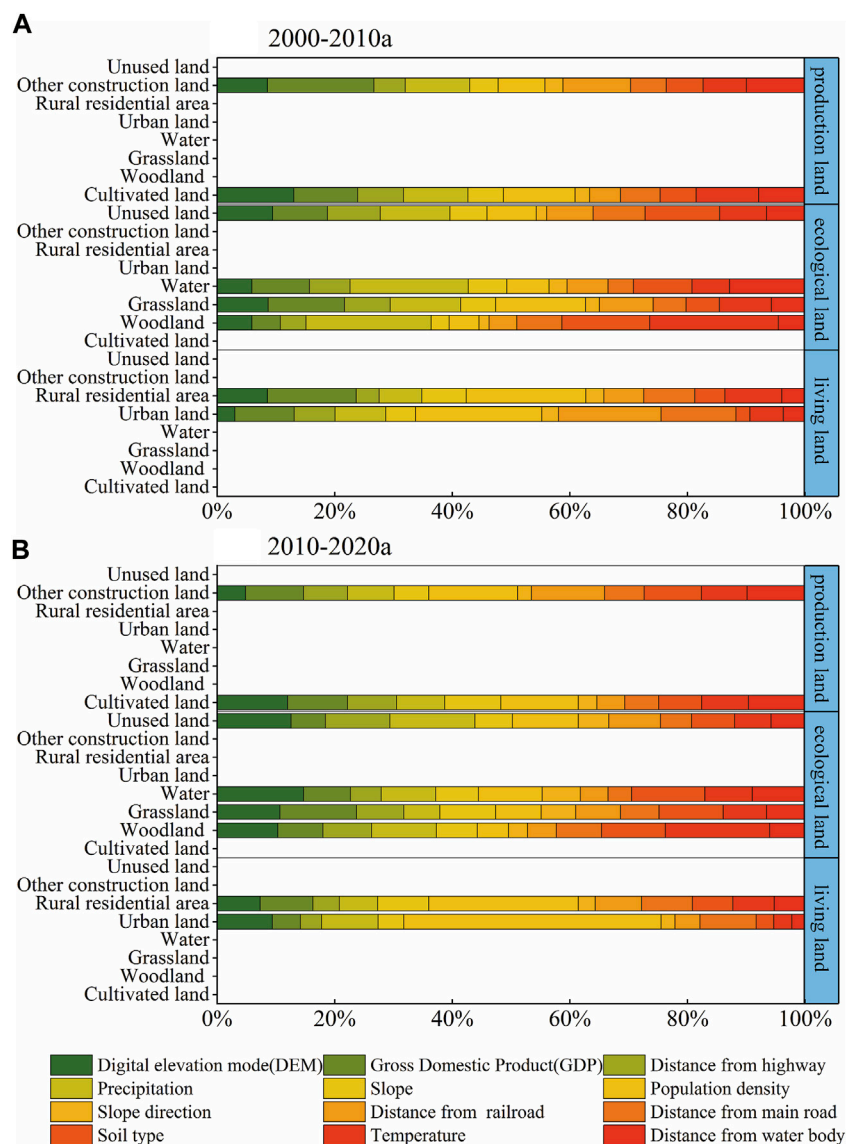 A
2000-2010a
Unused land
Other construction land
Rural residential area
Urban land
Water
Grassland
Woodland
Cultivated land
production land
Unused land
Other construction land
Rural residential area
Urban land
Water
Grassland
Woodland
Cultivated land
ecological land
Unused land
Other construction land
Rural residential area
Urban land
Water
Grassland
Woodland
Cultivated land
living land
0% 20% 40% 60% 80% 100%
B
2010-2020a
Unused land
Other construction land
Rural residential area
Urban land
Water
Grassland
Woodland
Cultivated land
production land
Unused land
Other construction land
Rural residential area
Urban land
Water
Grassland
Woodland
Cultivated land
ecological land
Unused land
Other construction land
Rural residential area
Urban land
Water
Grassland
Woodland
Cultivated land
living land
0% 20% 40% 60% 80% 100%
Digital elevation mode(DEM) Gross Domestic Product(GDP) Distance from highway
Precipitation Slope Population density
Slope direction Distance from railroad Distance from main road
Soil type Temperature Distance from water body